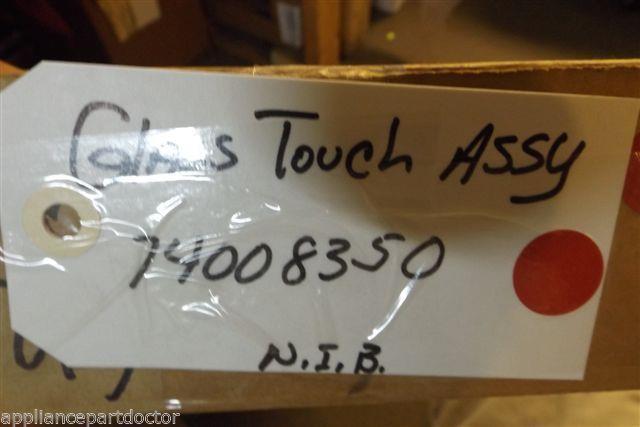 Glass Touch Assy
74008350
N.I.B.
appliancepartdoctor